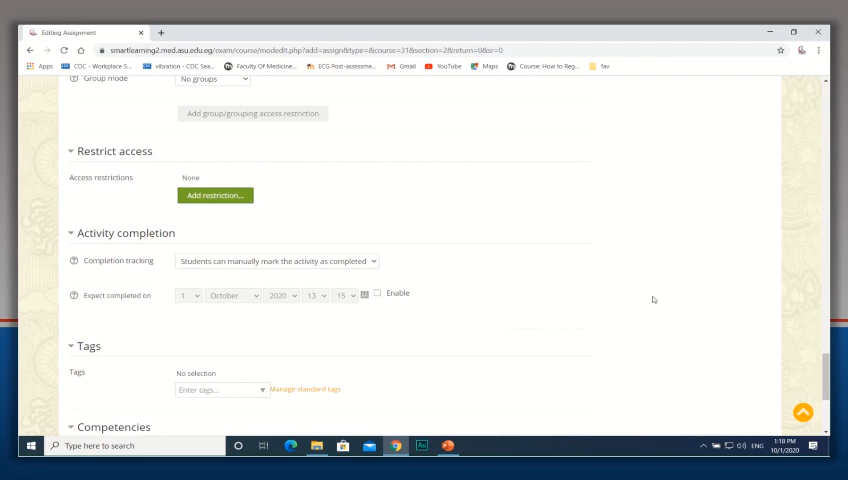 Editing Assignment
smartlearning2.med.asu.edu.eg/exam/course/modedit.php?add=assign&type=&course=31&section=2&return=0&sr=0
Apps CDC - Workplace S... vibration - CDC Sea... Faculty Of Medicine... ECG Post-assessme... Gmail YouTube Maps Course: How to Reg... fav
Group mode No groups
Add group/grouping access restriction
Restrict access
Access restrictions None
Add restriction...
Activity completion
Completion tracking Students can manually mark the activity as completed
Expect completed on 1 October 2020 13 15 Enable
Tags
Tags No selection
Enter tags... Manage standard tags
Competencies
Type here to search Au ENG 1:18 PM
10/1/2020